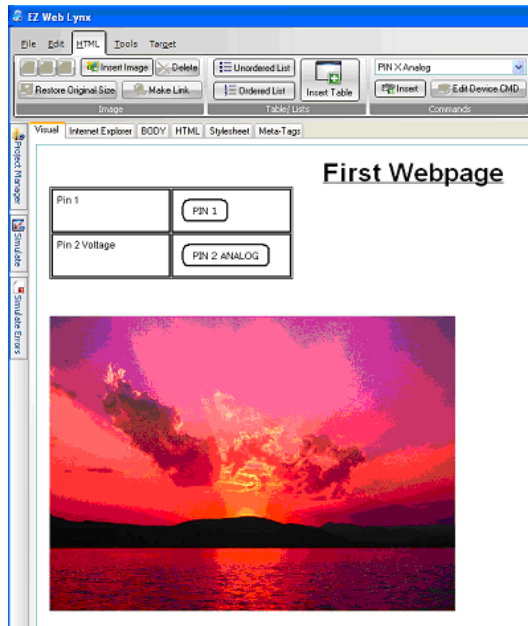 EZ Web Lynx
File Edit HTML Tools Target
Insert Image Delete Unordered List PIN X Analog
Restore Original Size Make Link Ordered List Insert Table Insert Edit Device CMD
Image Table/ Lists Commands
Visual Internet Explorer BODY HTML Stylesheet Meta-Tags
Project Manager
Simulate
Simulate Errors
First Webpage
Pin 1 PIN 1
Pin 2 Voltage PIN 2 ANALOG